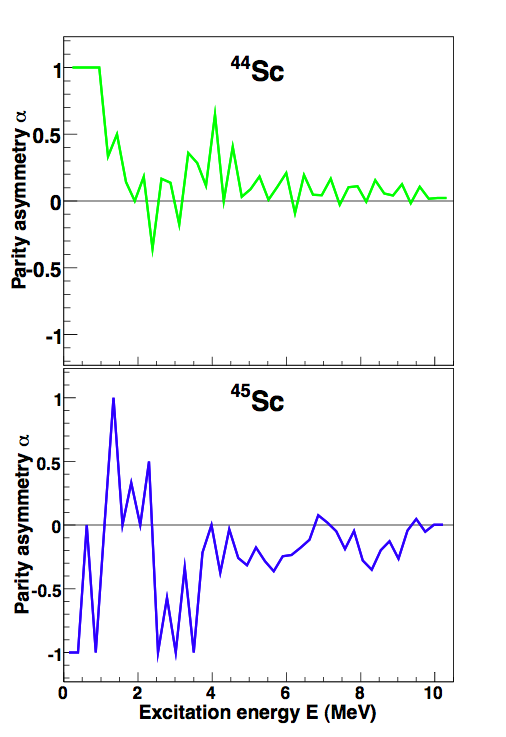 44Sc
Parity asymmetry α
1
0.5
0
-0.5
-1
45Sc
Parity asymmetry α
1
0.5
0
-0.5
-1
0 2 4 6 8 10
Excitation energy E (MeV)